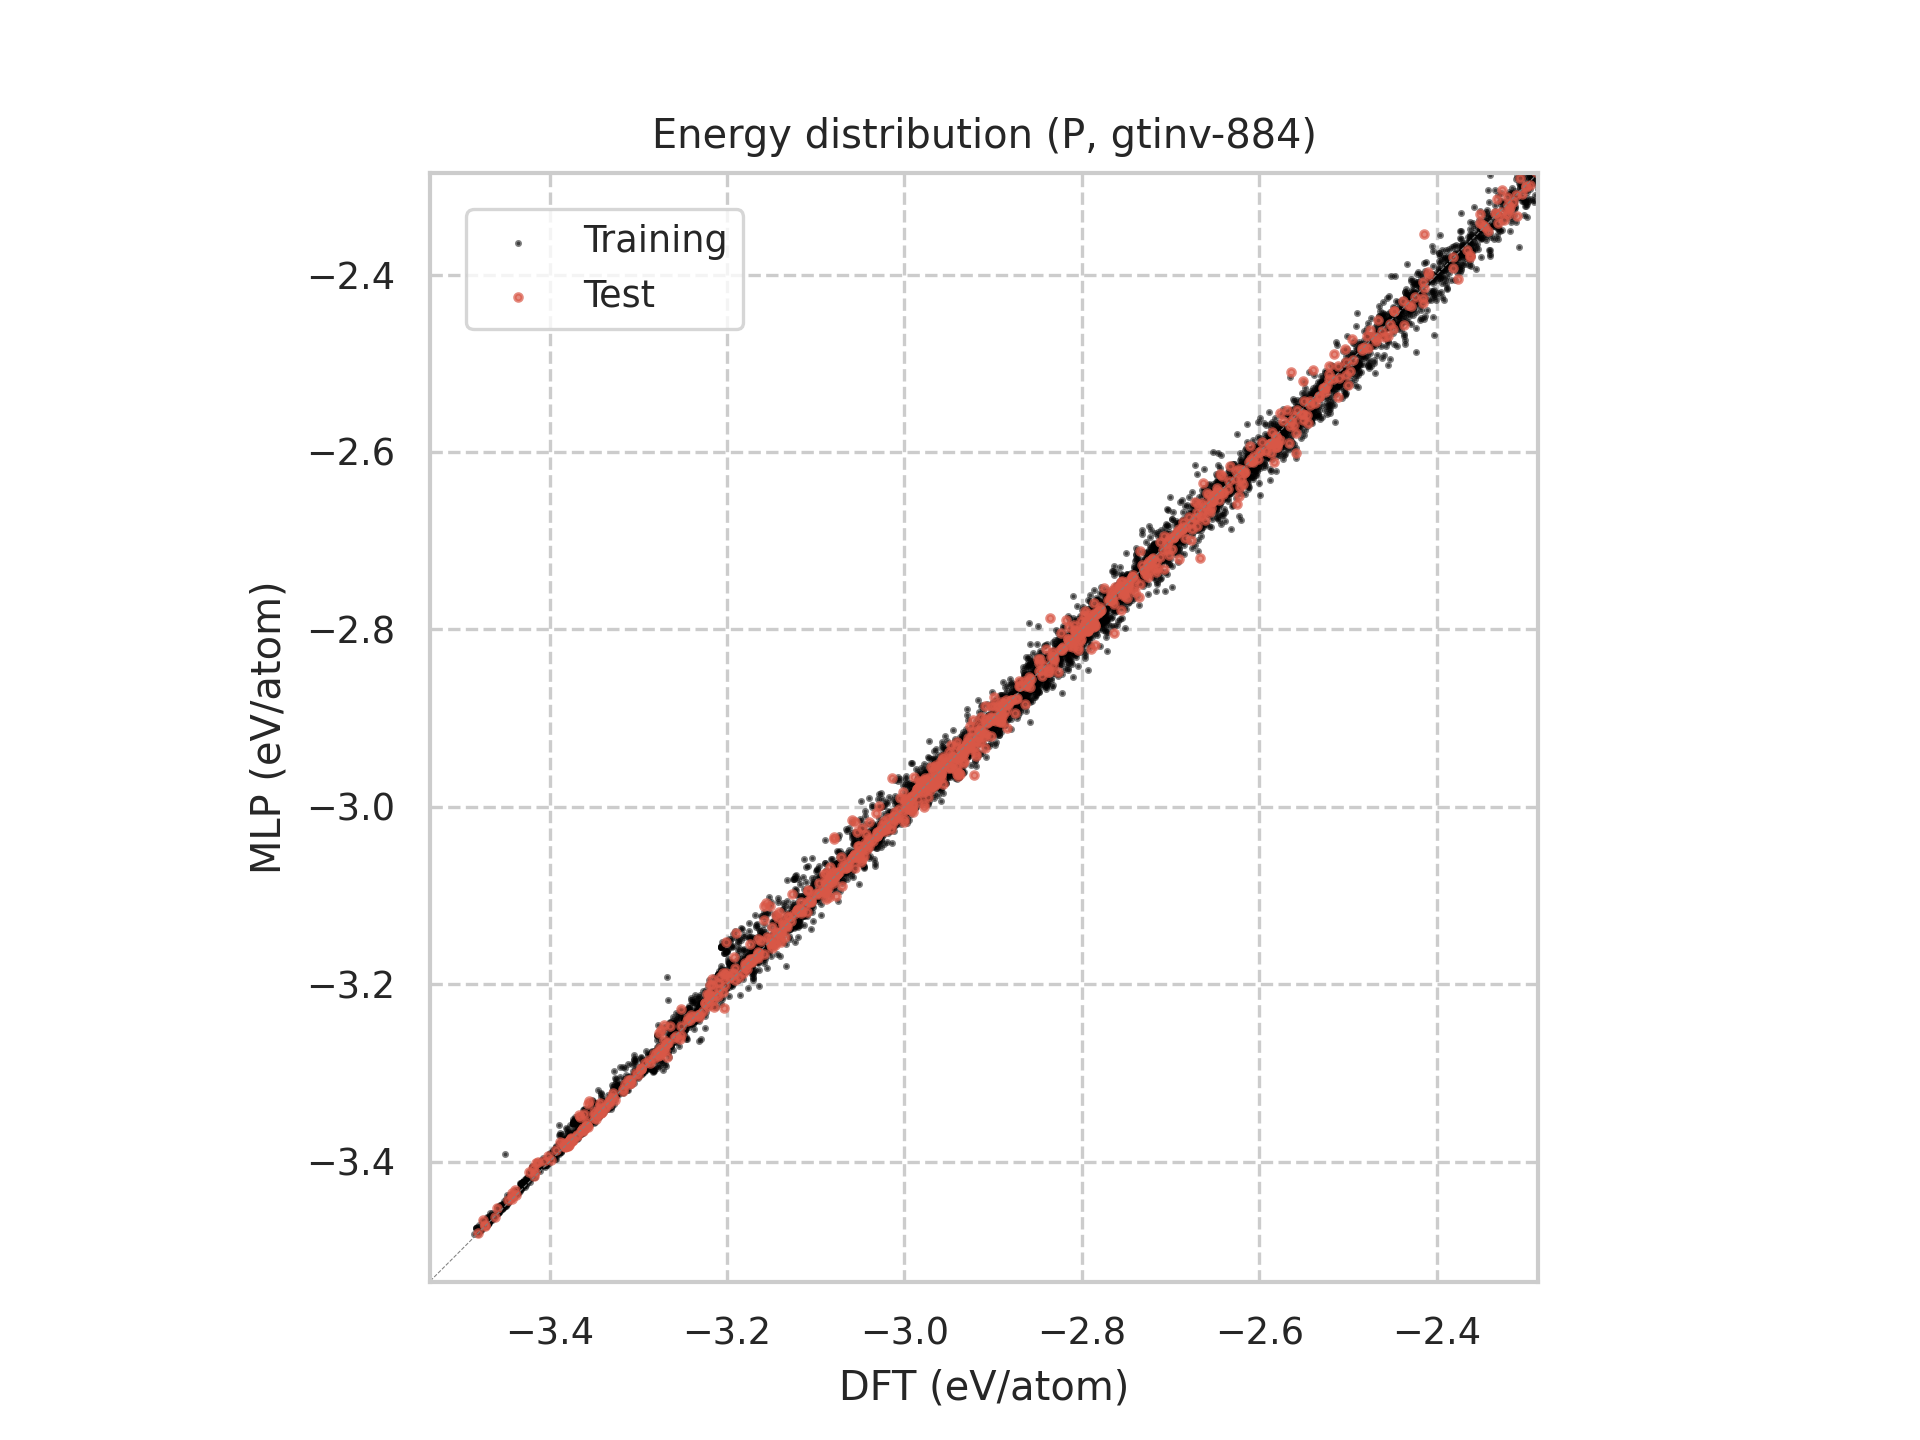 Energy distribution (P, gtinv-884)
Training
Test
−2.4
−2.6
−2.8
−3.0
−3.2
−3.4
MLP (eV/atom)
−3.4 −3.2 −3.0 −2.8 −2.6 −2.4
DFT (eV/atom)